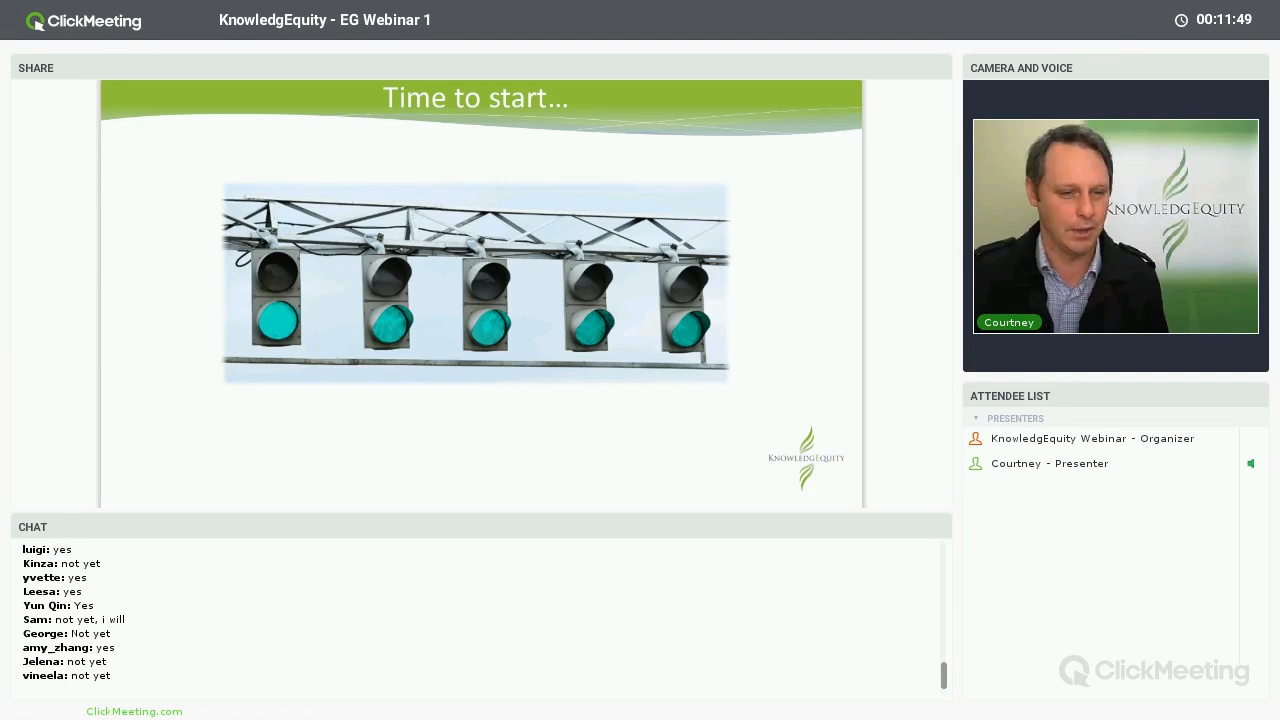 ClickMeeting
KnowledgEquity - EG Webinar 1
00:11:49
SHARE
Time to start...
KNOWLEDGEQUITY
CHAT
luigi: yes
Kinza: not yet
yvette: yes
Leesa: yes
Yun Qin: Yes
Sam: not yet, i will
George: Not yet
amy_zhang: yes
Jelena: not yet
vineela: not yet
ClickMeeting.com
CAMERA AND VOICE
KNOWLEDGEQUITY
Courtney
ATTENDEE LIST
PRESENTERS
KnowledgEquity Webinar - Organizer
Courtney - Presenter
ClickMeeting